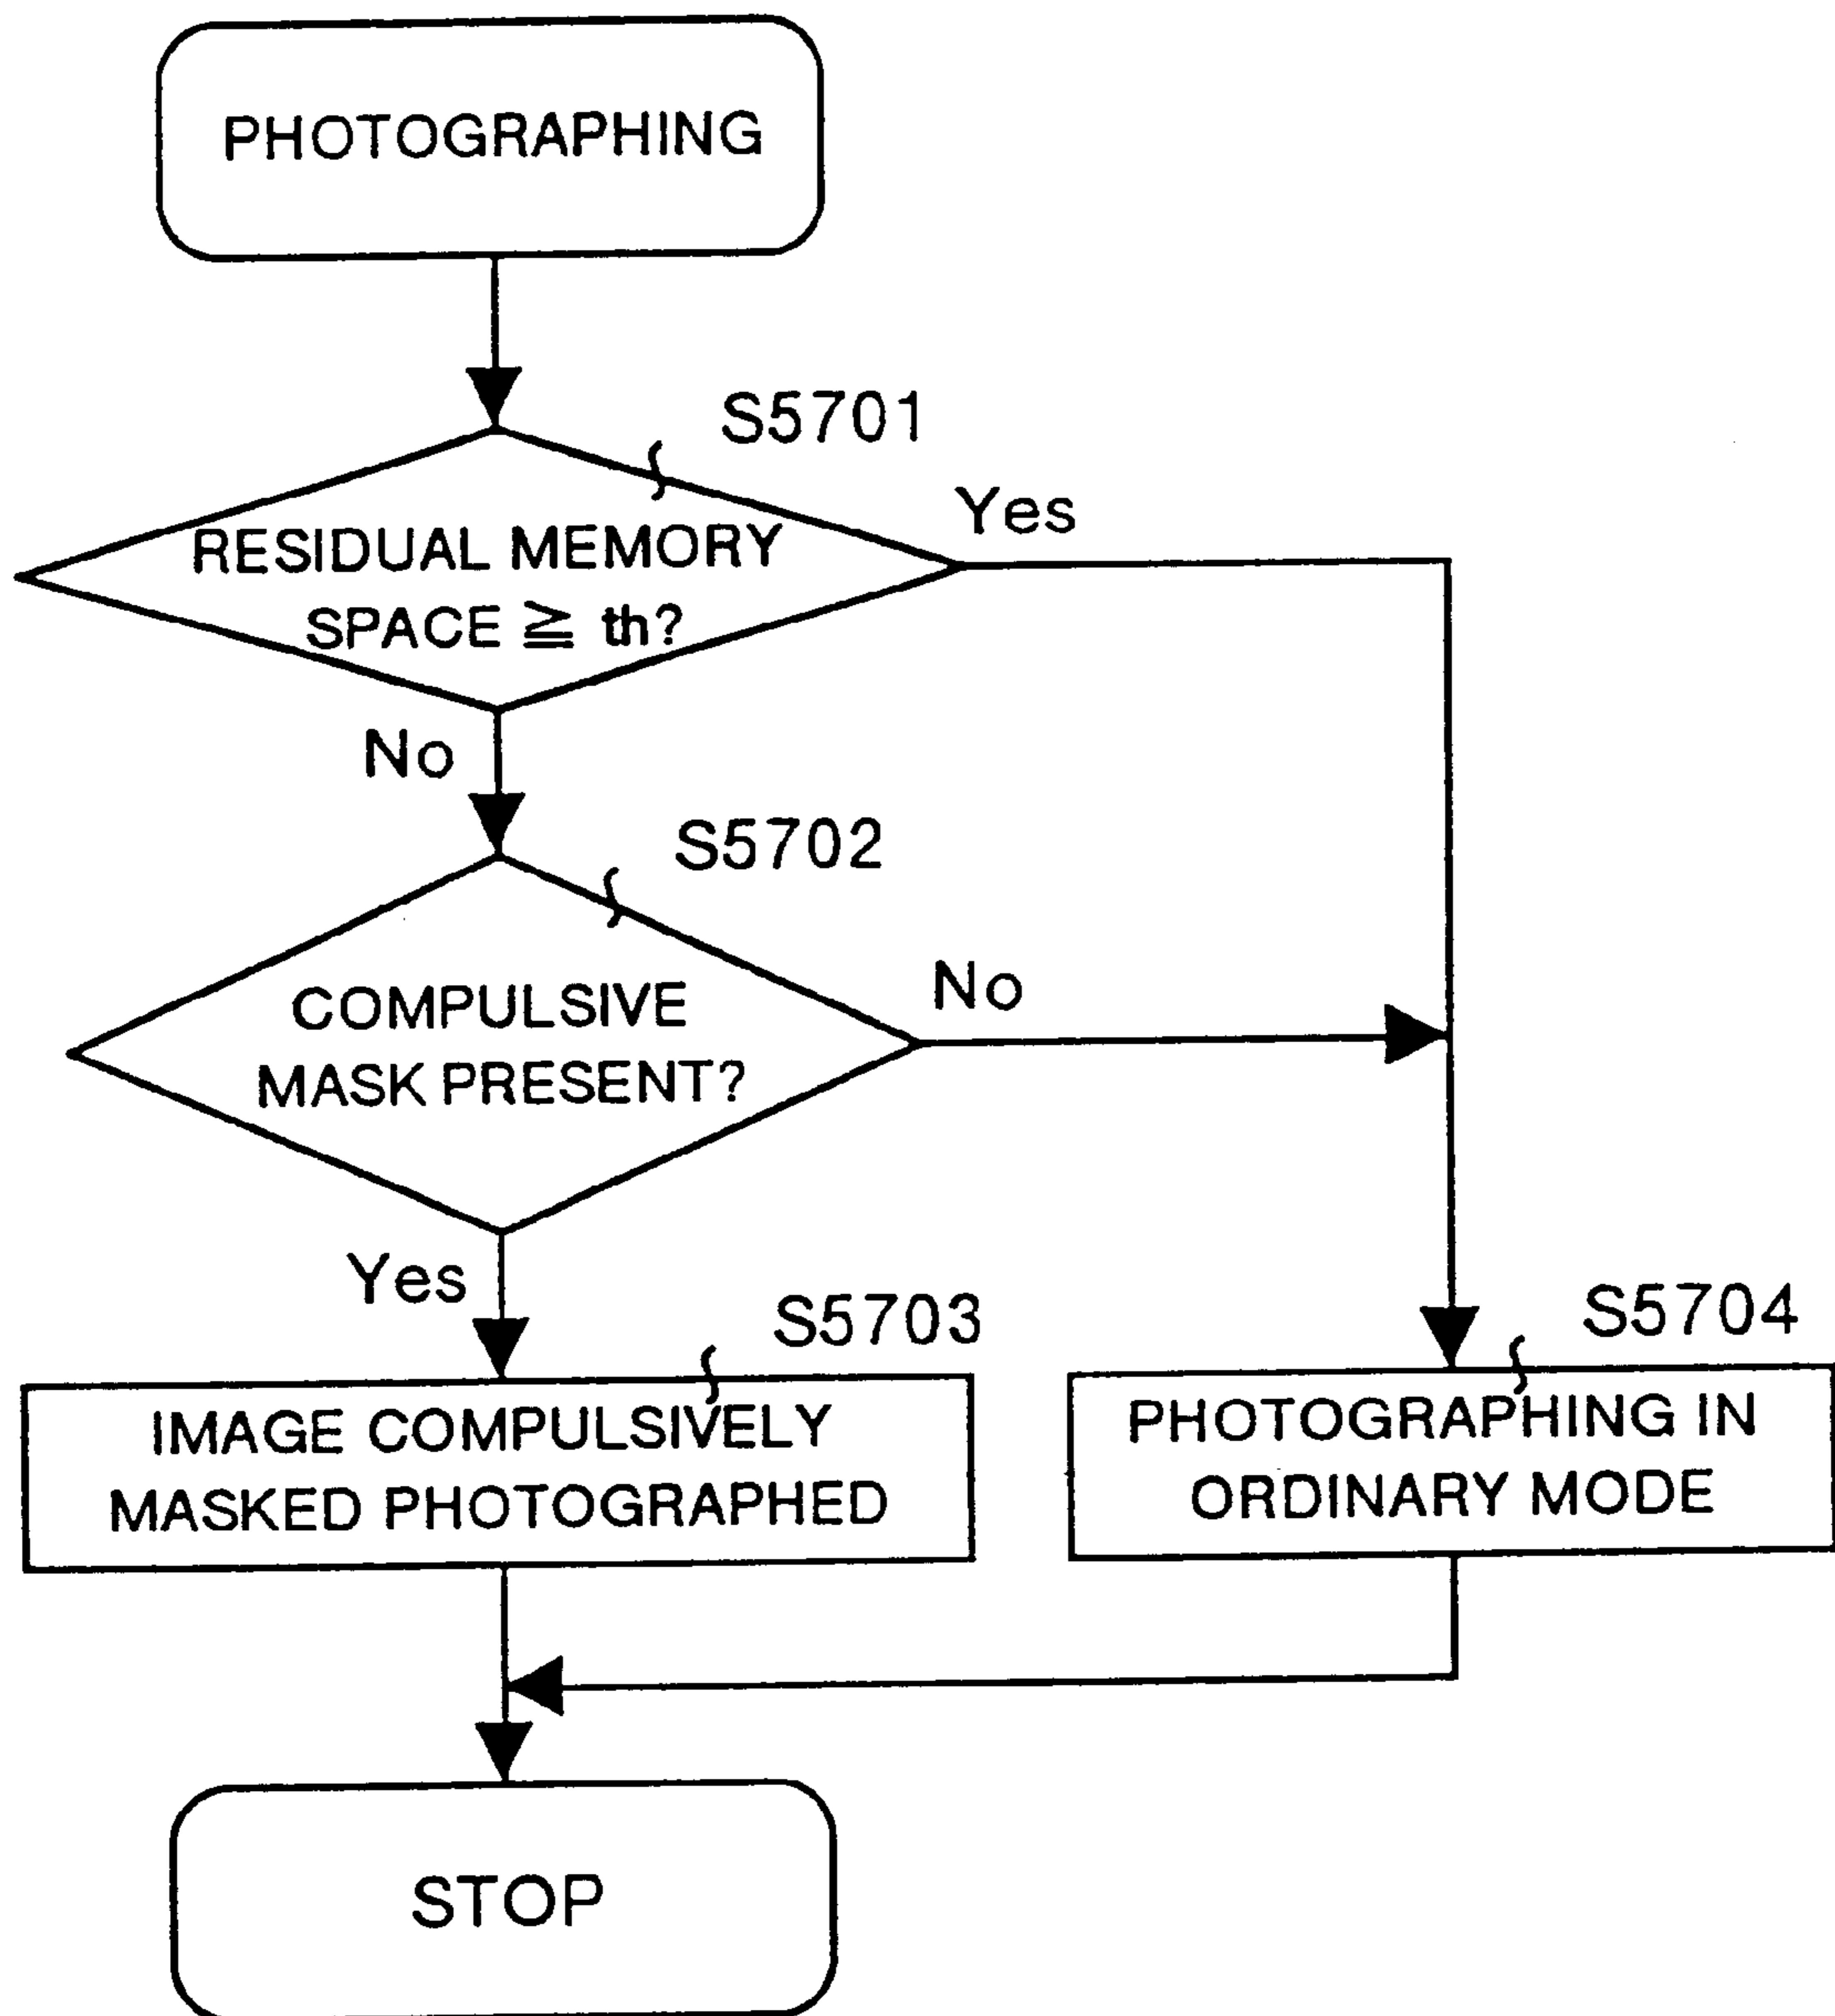 PHOTOGRAPHING
S5701
Yes
RESIDUAL MEMORY
SPACE ≧ th?
No
S5702
No
COMPULSIVE
MASK PRESENT?
Yes
S5703
S5704
IMAGE COMPULSIVELY
MASKED PHOTOGRAPHED
PHOTOGRAPHING IN
ORDINARY MODE
STOP